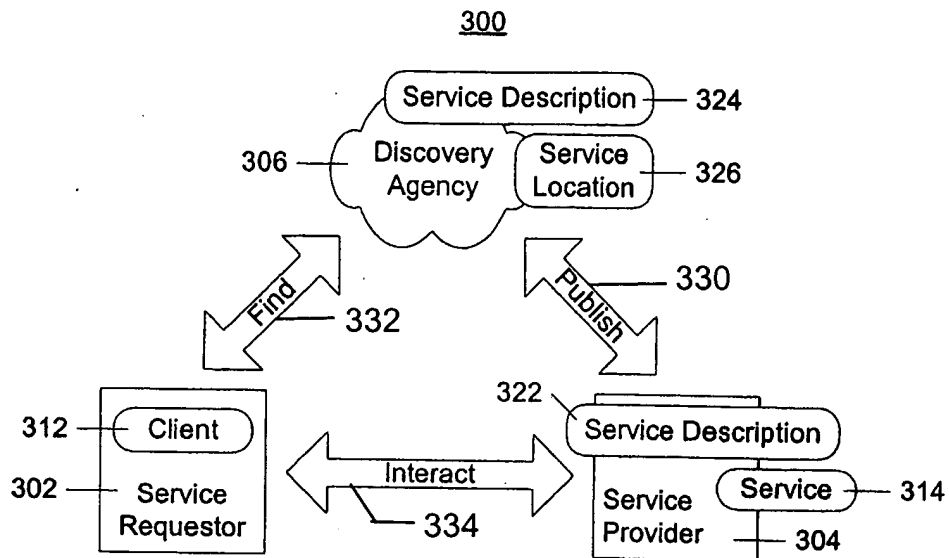 300
Service Description
324
306
Discovery
Agency
Service
Location
326
Find
332
Publish
330
312
Client
302
Service
Requestor
Interact
334
322
Service Description
Service
314
Service
Provider
304